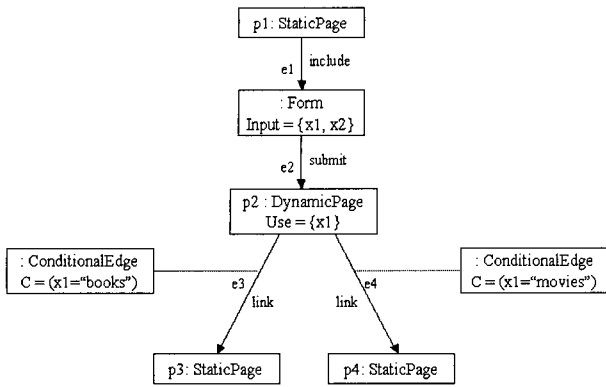 p1: StaticPage
e1
include
: Form
Input = {x1, x2}
e2
submit
p2 : DynamicPage
Use = {x1}
: ConditionalEdge
C = (x1=“books”)
e3
link
e4
link
: ConditionalEdge
C = (x1=“movies”)
p3: StaticPage
p4: StaticPage